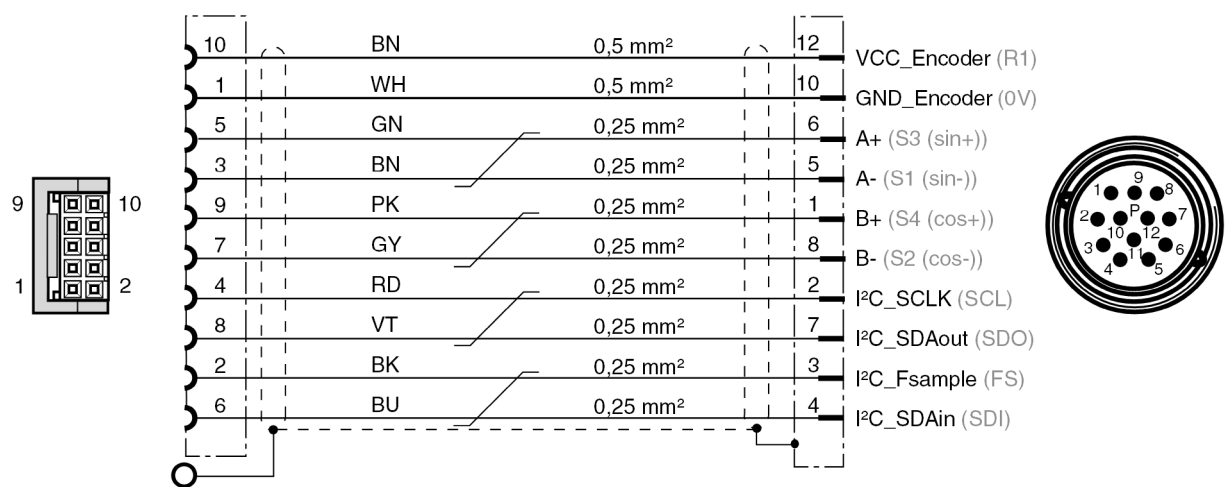 10 BN 0,5 mm² 12 VCC_Encoder (R1)
1 WH 0,5 mm² 10 GND_Encoder (0V)
5 GN 0,25 mm² 6 A+ (S3 (sin+))
3 BN 0,25 mm² 5 A- (S1 (sin-))
9 PK 0,25 mm² 1 B+ (S4 (cos+))
7 GY 0,25 mm² 8 B- (S2 (cos-))
4 RD 0,25 mm² 2 I²C_SCLK (SCL)
8 VT 0,25 mm² 7 I²C_SDAout (SDO)
2 BK 0,25 mm² 3 I²C_Fsample (FS)
6 BU 0,25 mm² 4 I²C_SDAin (SDI)
9 10
1 2
1 9 8
2 P 7
10 12
3 6
11
4 5